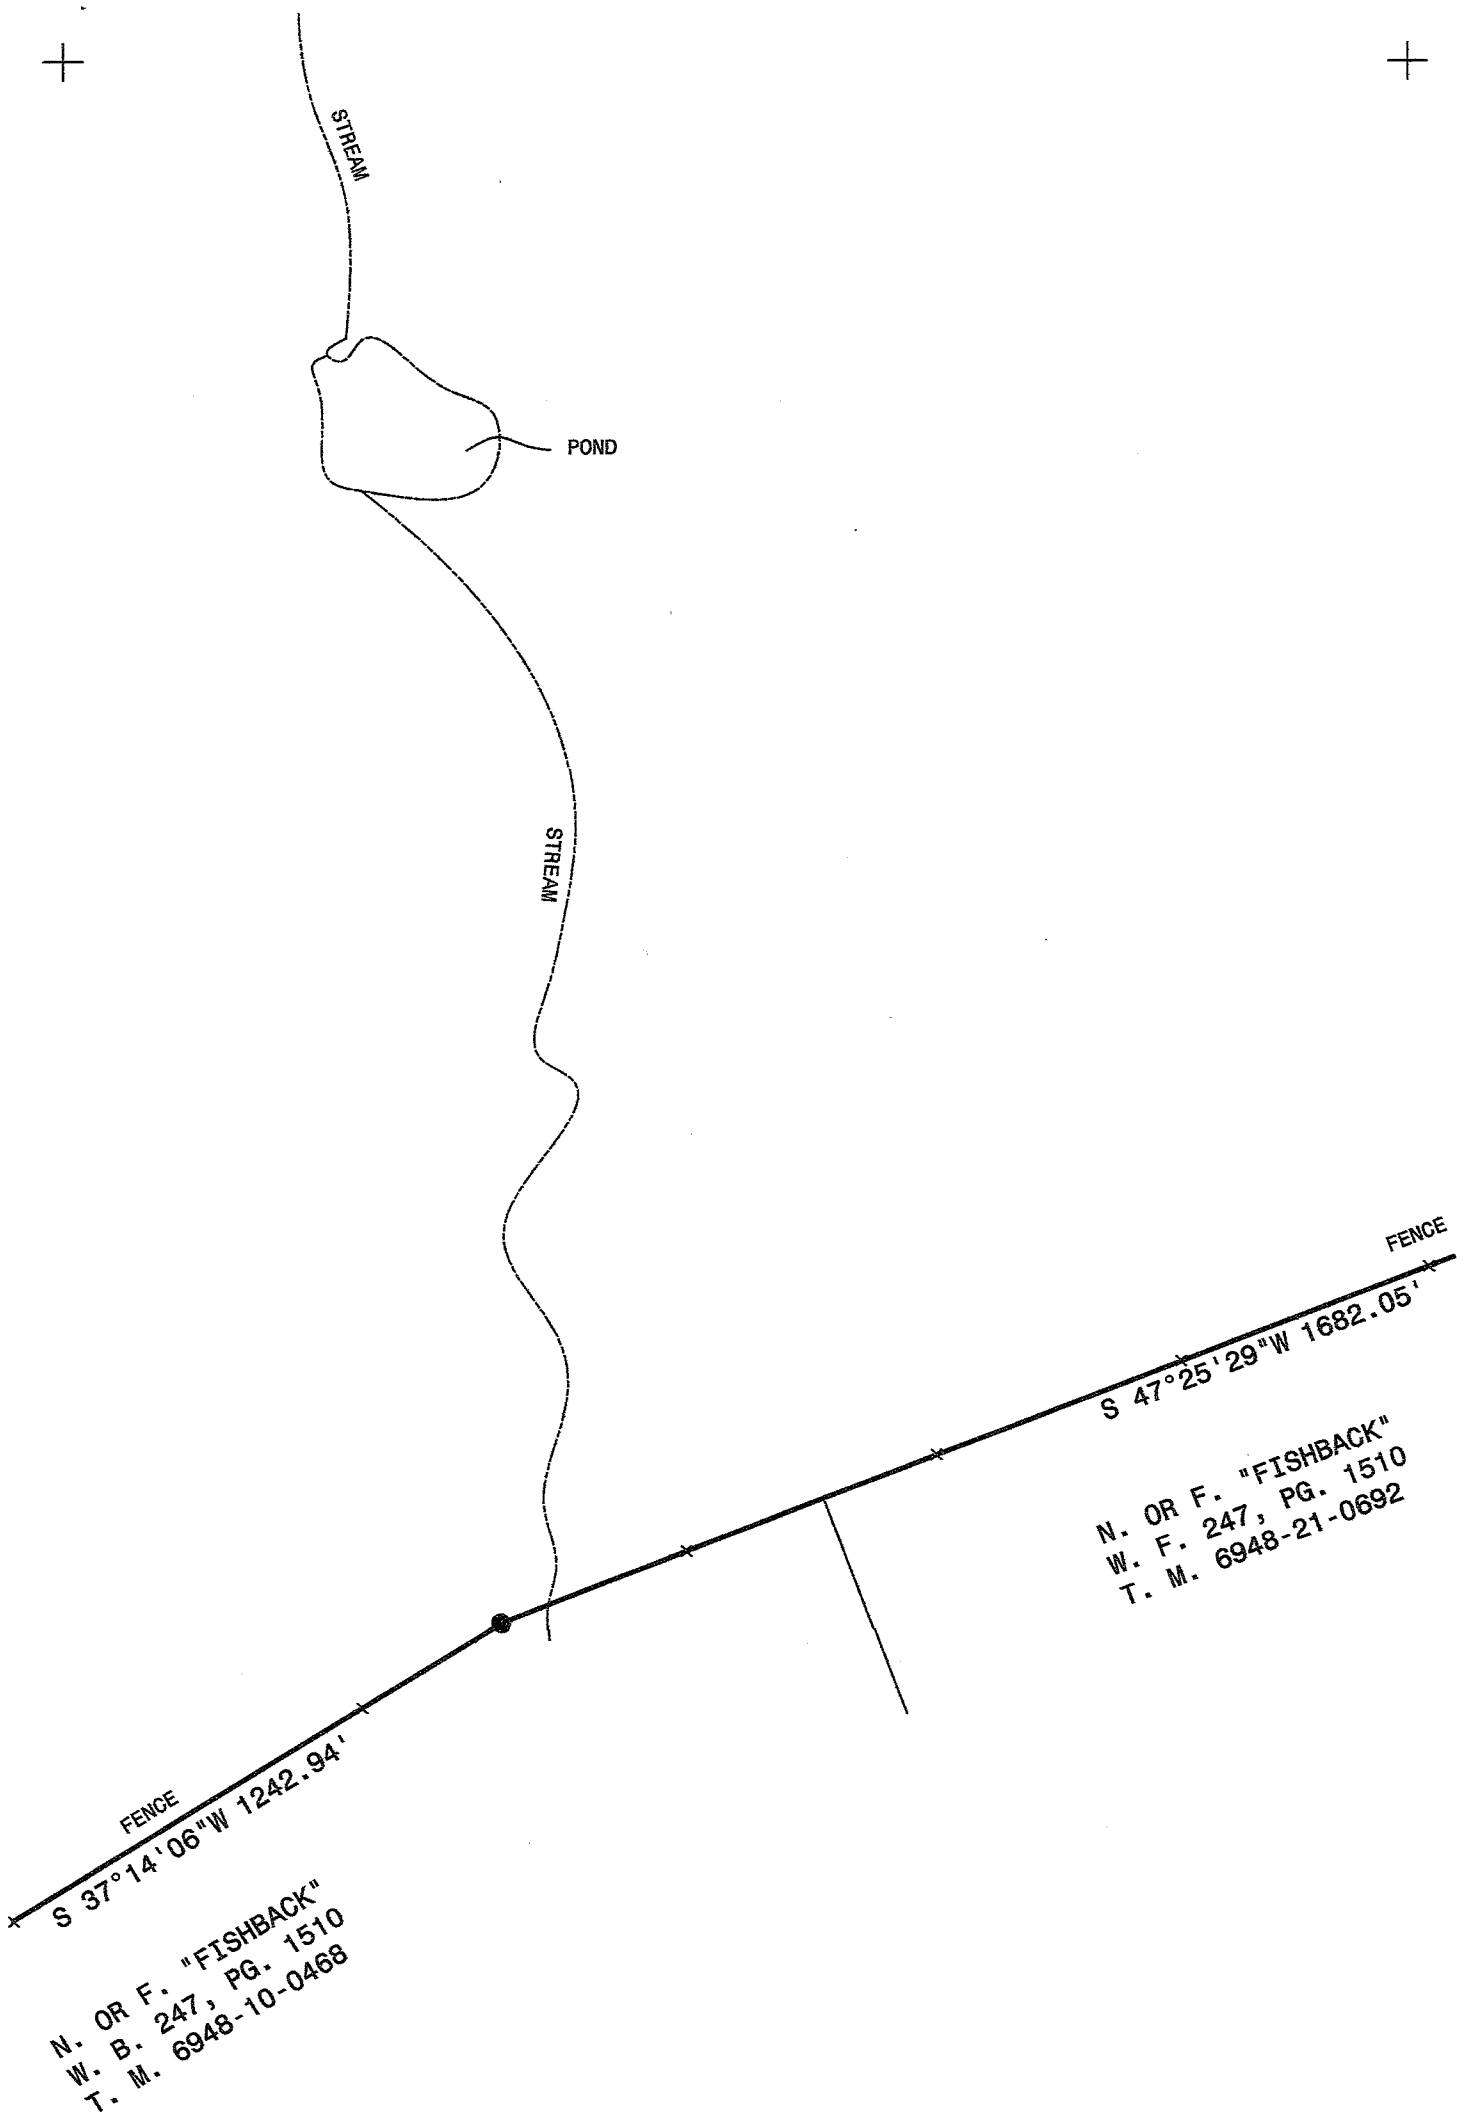 STREAM
POND
STREAM
FENCE
S 47°25'29"W 1682.05'
N. OR F. "FISHBACK"
W. F. 247, PG. 1510
T. M. 6948-21-0692
FENCE
S 37°14'06"W 1242.94'
N. OR F. "FISHBACK"
W. B. 247, PG. 1510
T. M. 6948-10-0468